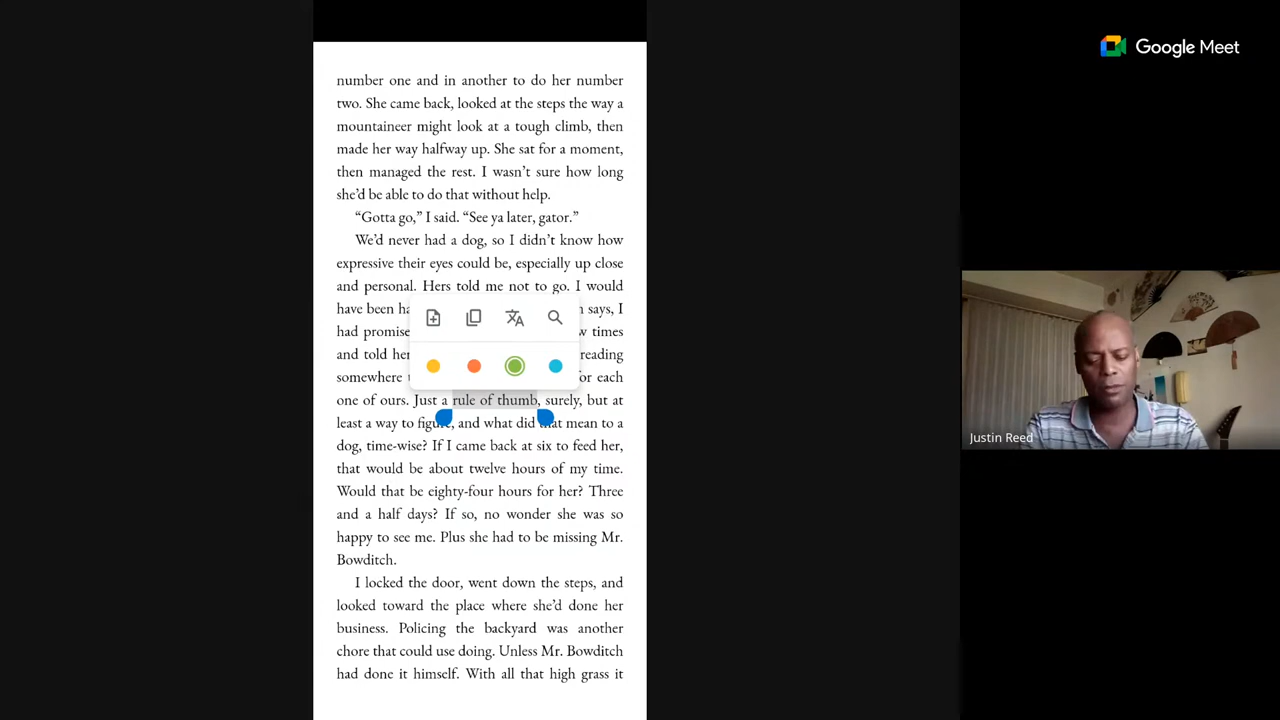 Google Meet
number one and in another to do her number
two. She came back, looked at the steps the way a
mountaineer might look at a tough climb, then
made her way halfway up. She sat for a moment,
then managed the rest. I wasn't sure how long
she'd be able to do that without help.
“Gotta go,” I said. “See ya later, gator.”
We'd never had a dog, so I didn't know how
expressive their eyes could be, especially up close
and personal. Hers told me not to go. I would
have been says, I
had promise times
and told her reading
somewhere for each
one of ours. Just a rule of thumb, surely, but at
least a way to figure, and what did that mean to a
dog, time-wise? If I came back at six to feed her,
that would be about twelve hours of my time.
Would that be eighty-four hours for her? Three
and a half days? If so, no wonder she was so
happy to see me. Plus she had to be missing Mr.
Bowditch.
I locked the door, went down the steps, and
looked toward the place where she'd done her
business. Policing the backyard was another
chore that could use doing. Unless Mr. Bowditch
had done it himself. With all that high grass it
Justin Reed